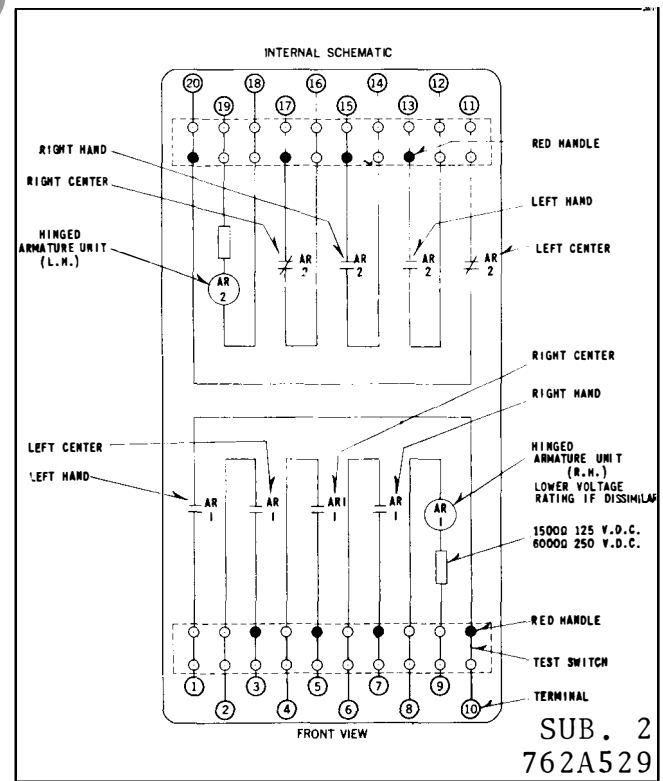 INTERNAL SCHEMATIC
20 18 16 14 12
19 17 15 13 11
RIGHT HAND
RED HANDLE
RIGHT CENTER
LEFT HAND
HINGED
ARMATURE UNIT
(L.H.)
LEFT CENTER
AR
2
AR
2
AR
2
AR
2
AR
2
RIGHT CENTER
RIGHT HAND
LEFT CENTER
LEFT HAND
HINGED
ARMATURE UNIT
(R.H.)
LOWER VOLTAGE
RATING IF DISSIMILAR
AR
1
AR
1
AR1
1
AR
1
AR
1
1500Ω 125 V.D.C.
6000Ω 250 V.D.C.
RED HANDLE
TEST SWITCH
1 3 5 7 9
2 4 6 8 10
TERMINAL
FRONT VIEW
SUB. 2
762A529